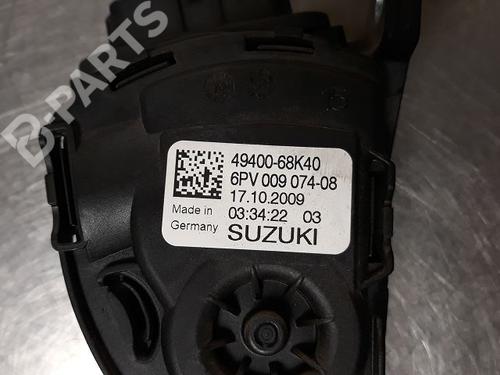 B-PARTS
49400-68K40
6PV 009 074-08
17.10.2009
Made in Germany
03:34:22 03
SUZUKI